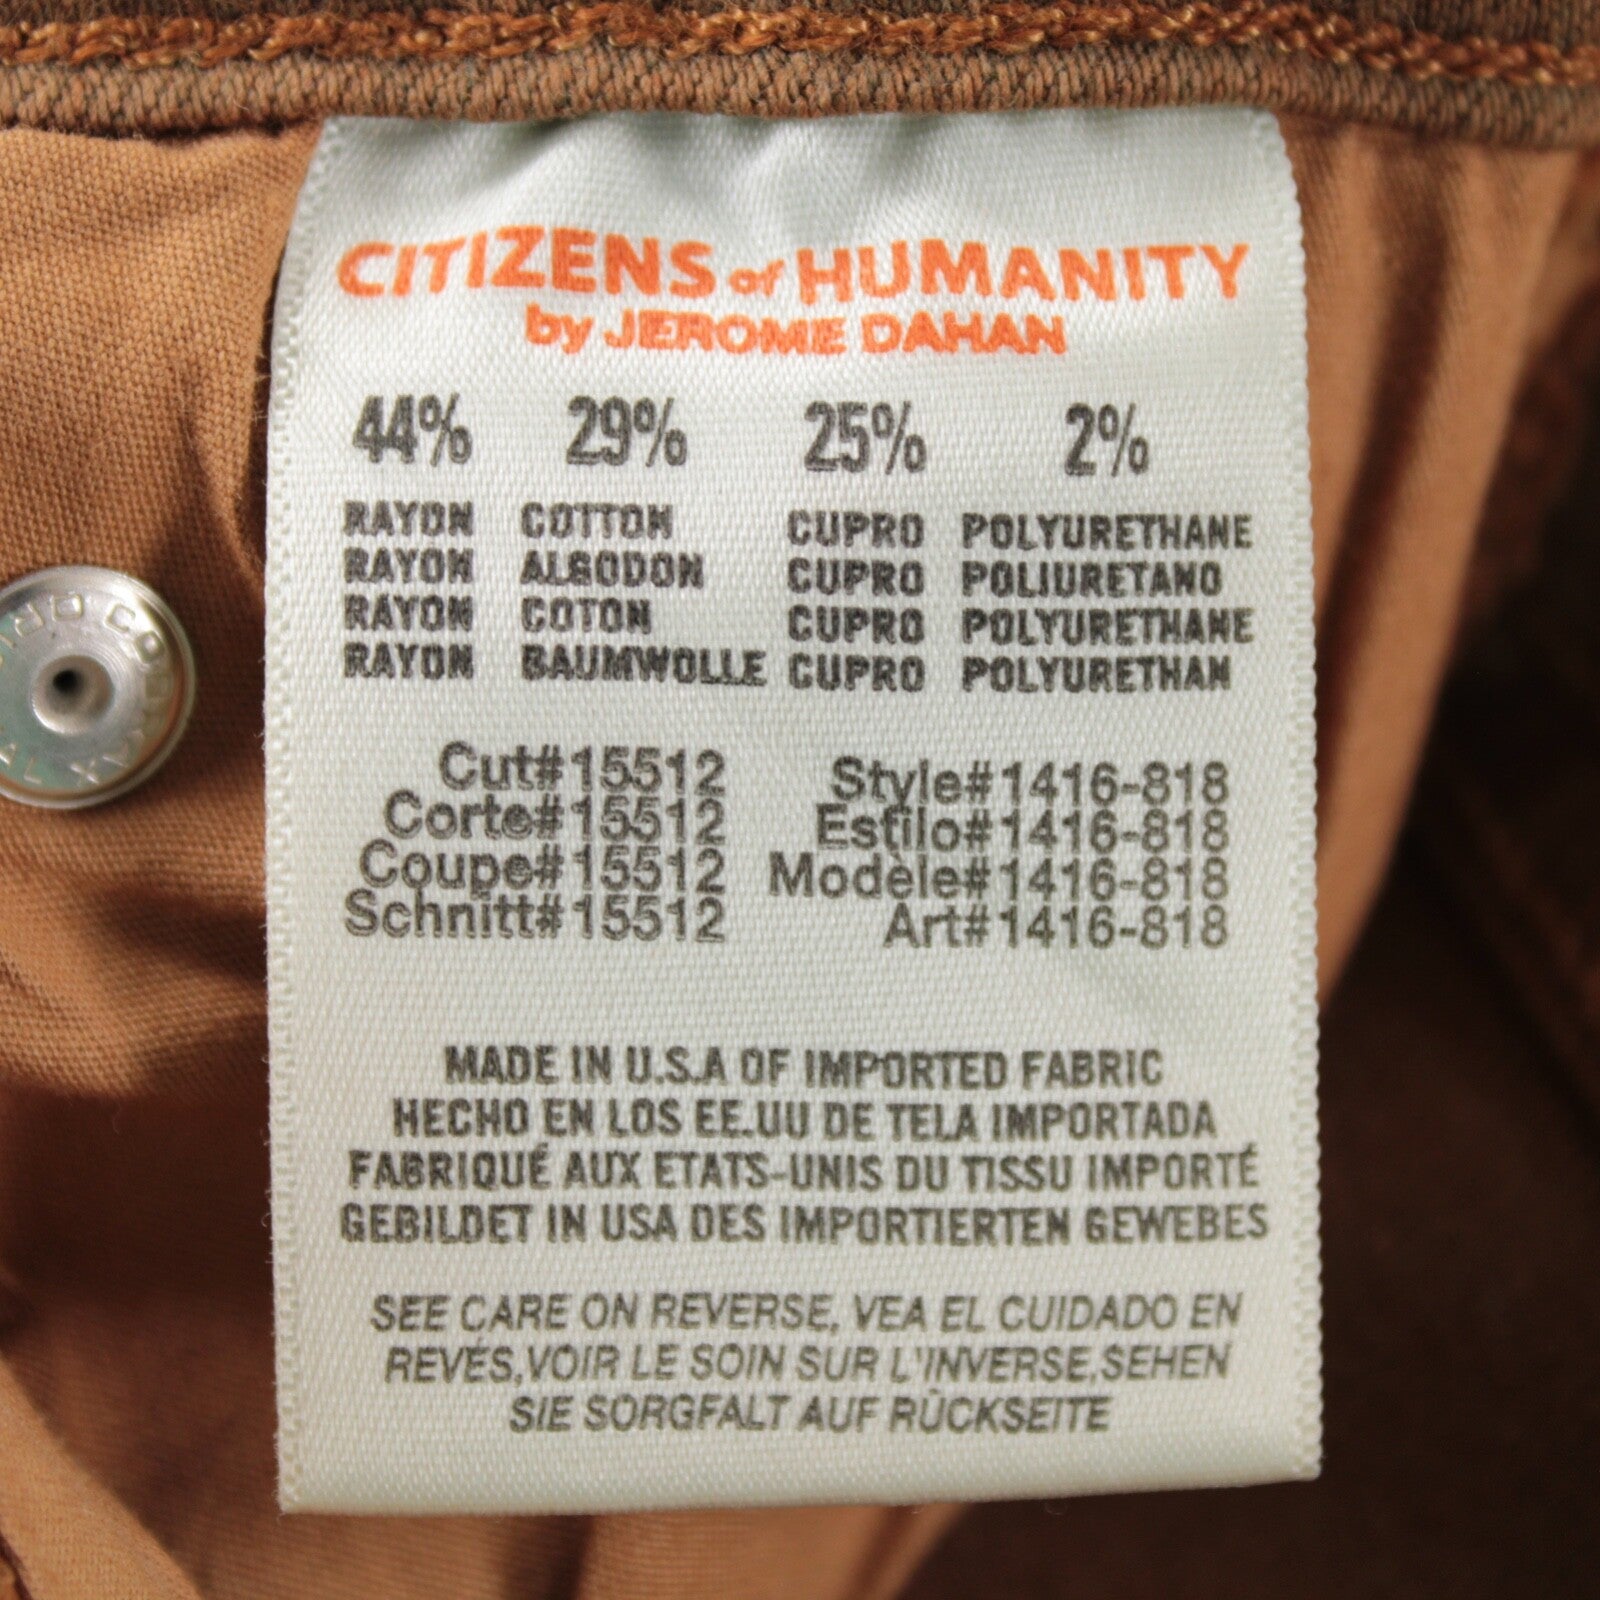 CITIZENS of HUMANITY
by JEROME DAHAN
44% 29% 25% 2%
RAYON COTTON CUPRO POLYURETHANE
RAYON ALGODON CUPRO POLIURETANO
RAYON COTON CUPRO POLYURETHANE
RAYON BAUMWOLLE CUPRO POLYURETHAN
Cut#15512 Style#1416-818
Corte#15512 Estilo#1416-818
Coupe#15512 Modèle#1416-818
Schnitt#15512 Art#1416-818
MADE IN U.S.A OF IMPORTED FABRIC
HECHO EN LOS EE.UU DE TELA IMPORTADA
FABRIQUÉ AUX ETATS-UNIS DU TISSU IMPORTÉ
GEBILDET IN USA DES IMPORTIERTEN GEWEBES
SEE CARE ON REVERSE, VEA EL CUIDADO EN
REVÉS,VOIR LE SOIN SUR L'INVERSE,SEHEN
SIE SORGFALT AUF RÜCKSEITE